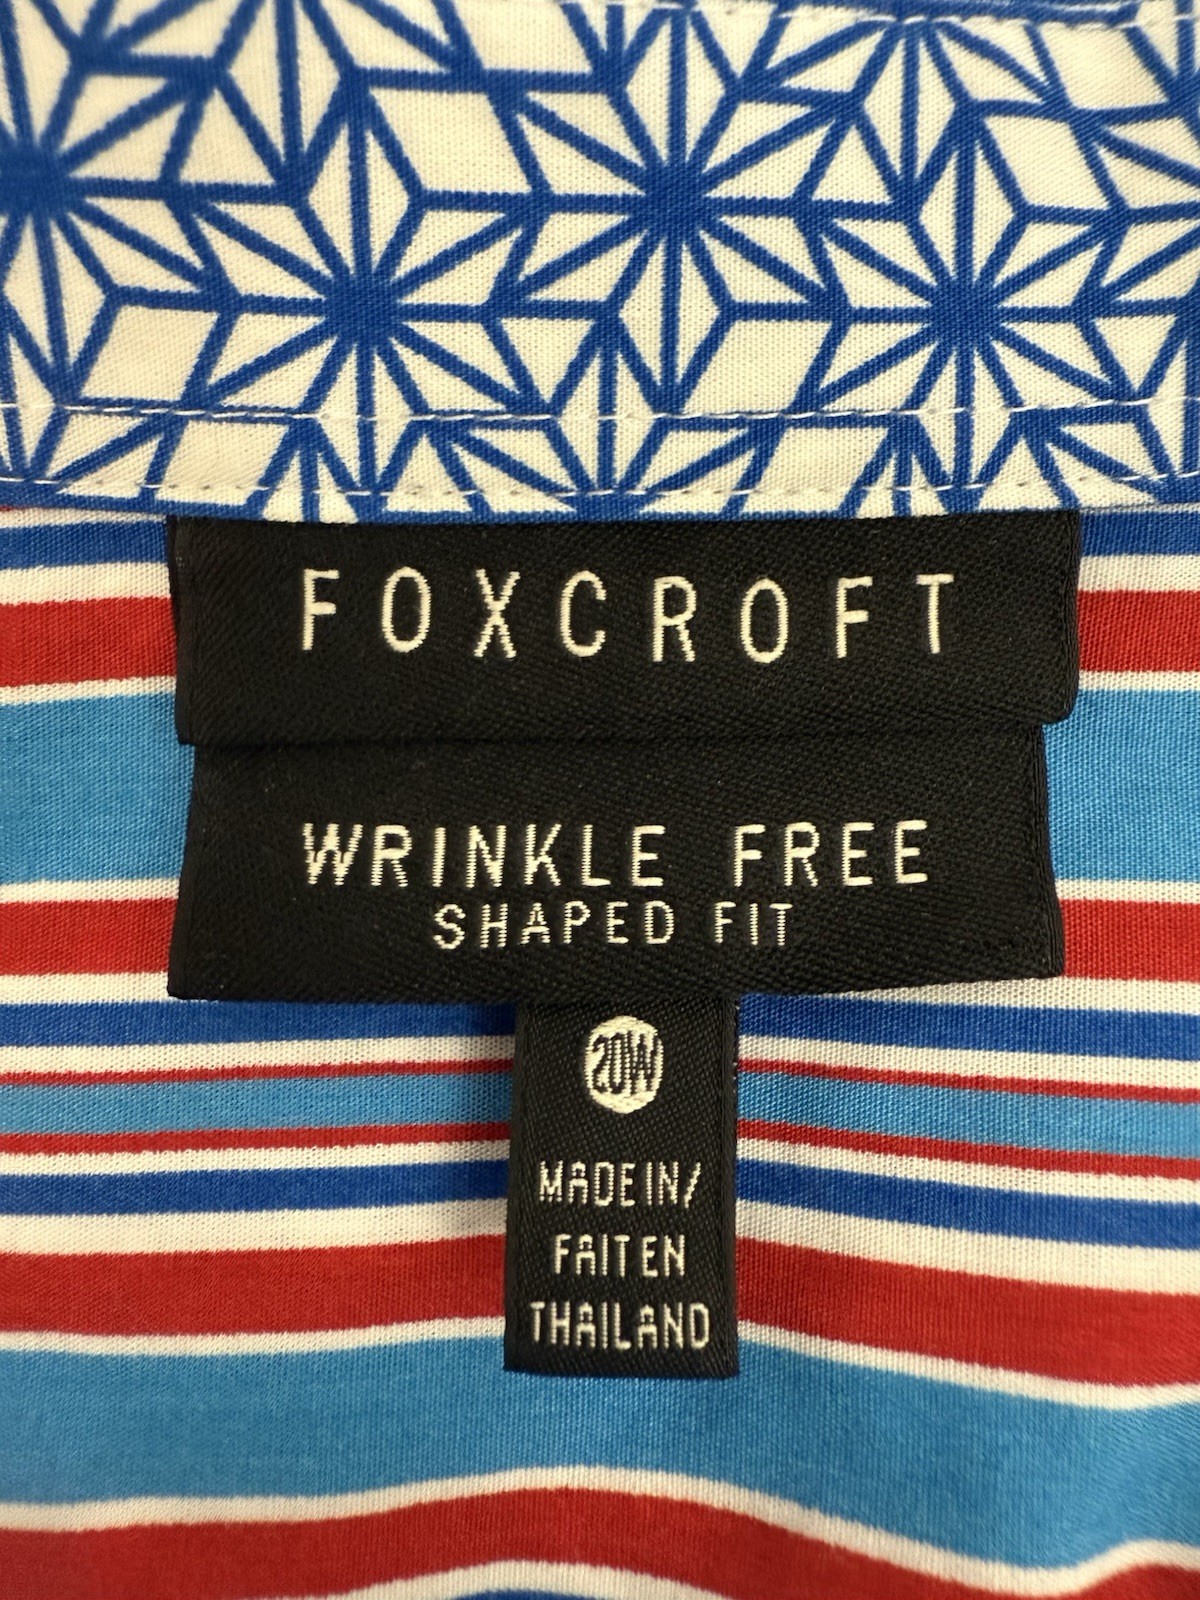 FOXCROFT
WRINKLE FREE
SHAPED FIT
20W
MADE IN/
FAIT EN
THAILAND